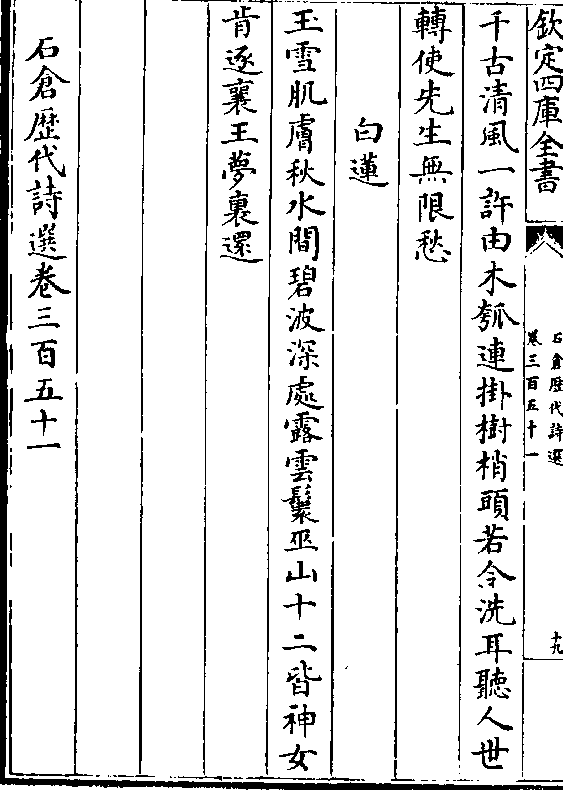 欽定四庫全書
石倉歷代詩選
卷三百五十一
十九
千古清風一許由木瓠連掛樹梢頭若令洗耳聽人世
轉使先生無限愁
白蓮
玉雪肌膚秋水間碧波深處露雲鬟巫山十二皆神女
肯逐襄王夢裏還
石倉歷代詩選卷三百五十一